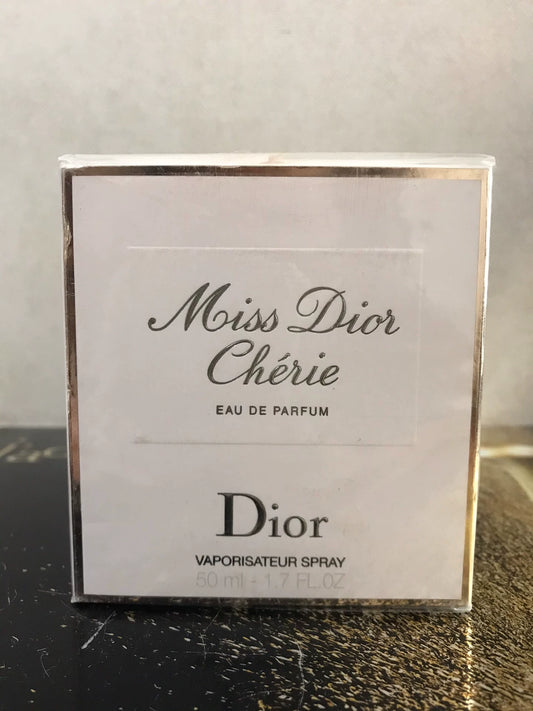 Miss Dior
Chérie
EAU DE PARFUM
Dior
VAPORISATEUR SPRAY
50 ml - 1.7 FL.OZ